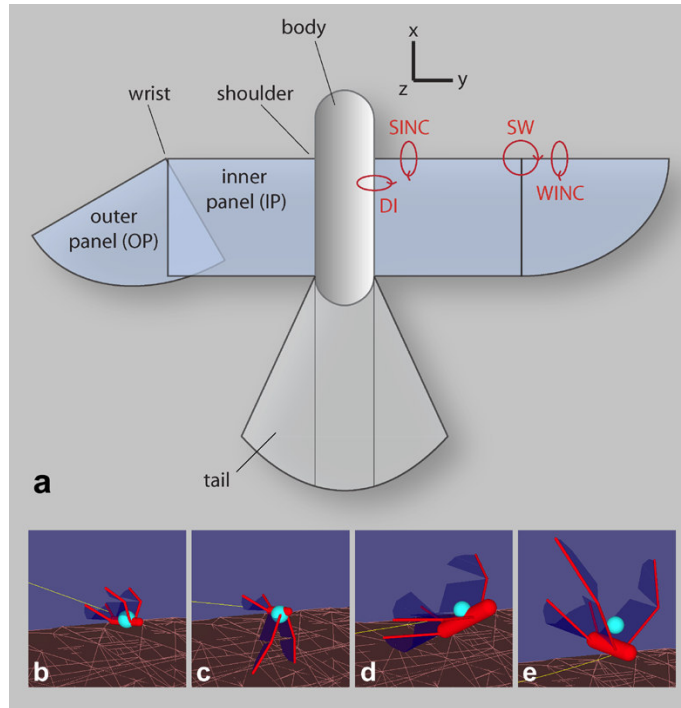 body
x
z
y
wrist
shoulder
SINC
SW
inner
panel (IP)
WINC
DI
outer
panel (OP)
tail
a
b
c
d
e